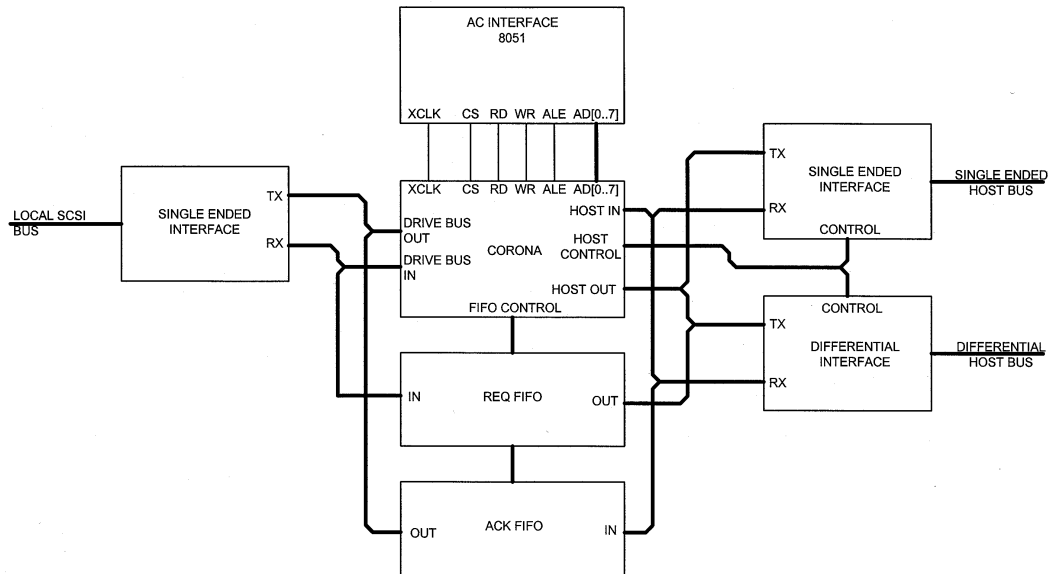 AC INTERFACE
8051
XCLK CS RD WR ALE AD[0..7]
LOCAL SCSI
BUS
SINGLE ENDED
INTERFACE
TX
RX
XCLK CS RD WR ALE AD[0..7]
DRIVE BUS
OUT
DRIVE BUS
IN
CORONA
HOST IN
HOST
CONTROL
HOST OUT
FIFO CONTROL
TX
RX
SINGLE ENDED
INTERFACE
CONTROL
SINGLE ENDED
HOST BUS
CONTROL
TX
RX
DIFFERENTIAL
INTERFACE
DIFFERENTIAL
HOST BUS
IN
REQ FIFO
OUT
OUT
ACK FIFO
IN